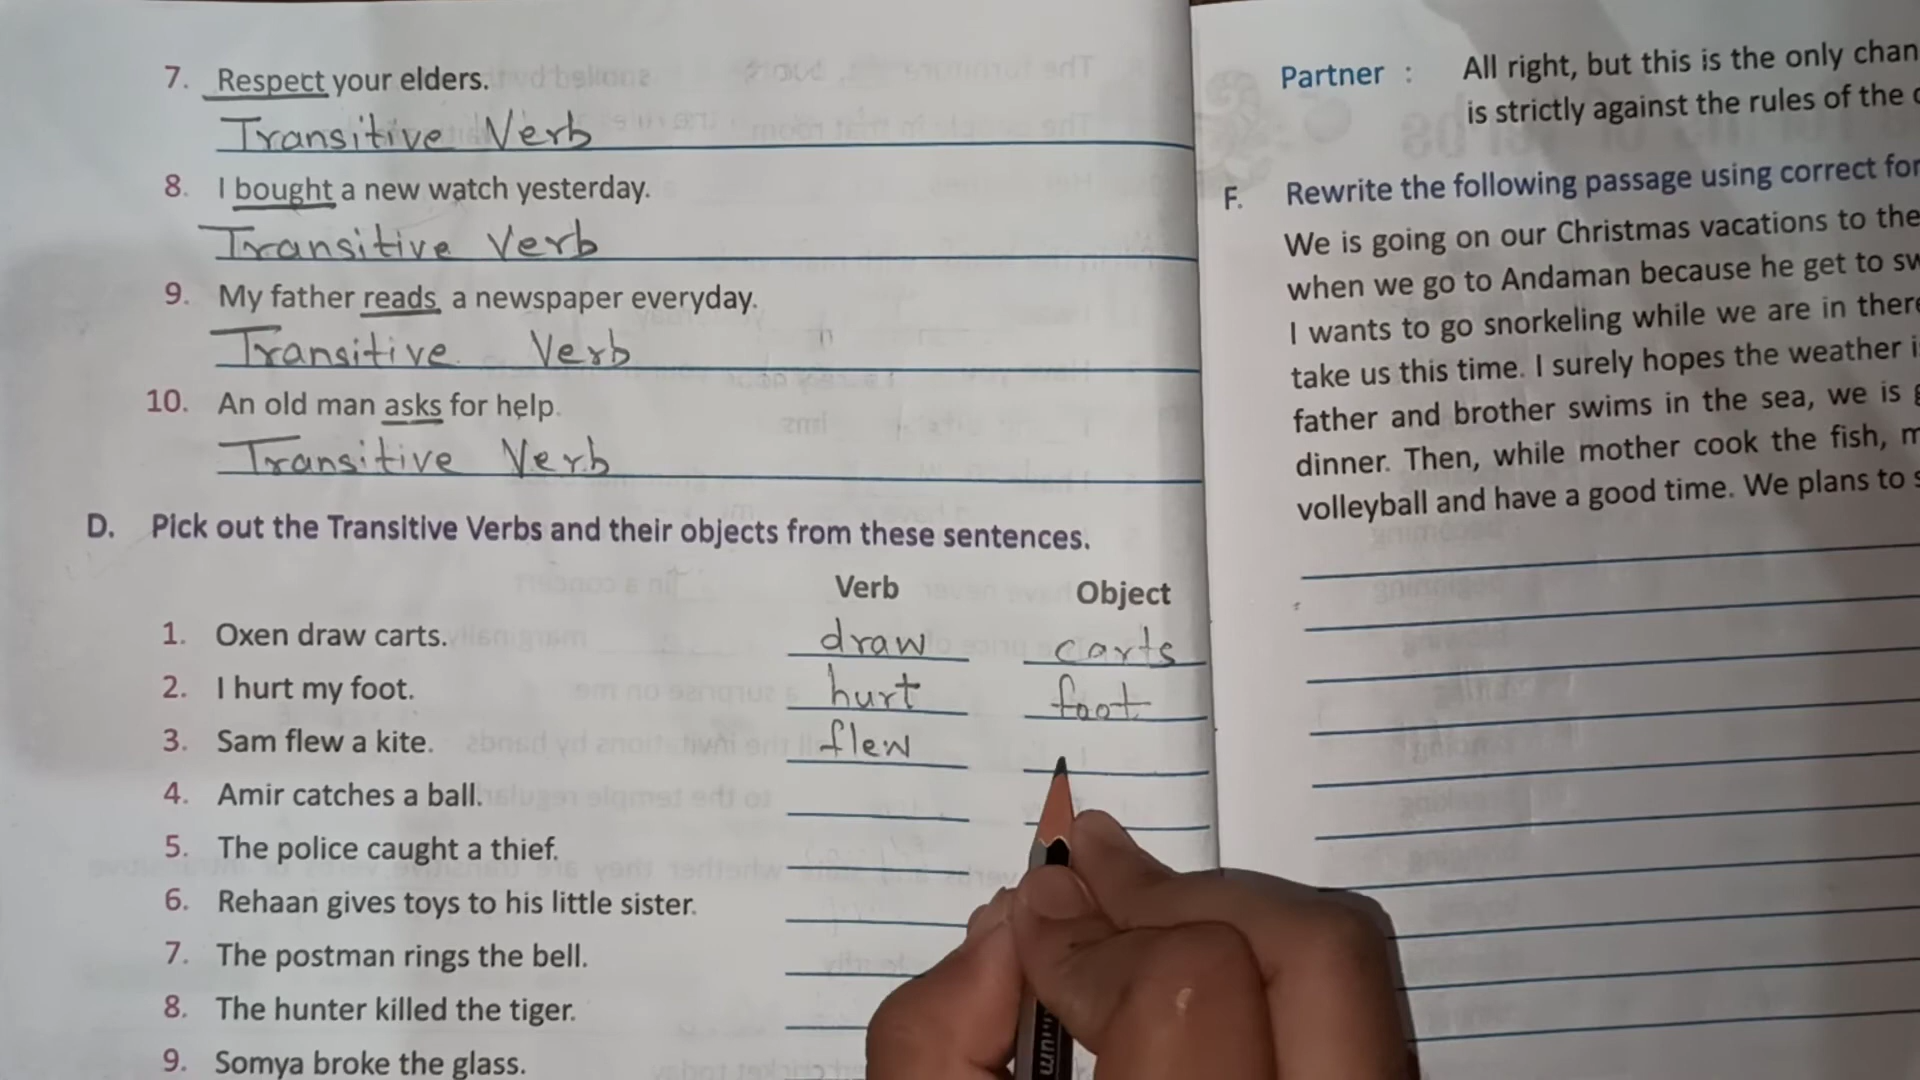 7. Respect your elders.
Transitive Verb
8. I bought a new watch yesterday.
Transitive Verb
9. My father reads a newspaper everyday.
Transitive Verb
10. An old man asks for help.
Transitive Verb
D. Pick out the Transitive Verbs and their objects from these sentences.
Verb Object
1. Oxen draw carts. draw carts
2. I hurt my foot. hurt foot.
3. Sam flew a kite. flew
4. Amir catches a ball.
5. The police caught a thief.
6. Rehaan gives toys to his little sister.
7. The postman rings the bell.
8. The hunter killed the tiger.
9. Somya broke the glass.
Partner : All right, but this is the only chan
is strictly against the rules of the
F. Rewrite the following passage using correct for
We is going on our Christmas vacations to the
when we go to Andaman because he get to sw
I wants to go snorkeling while we are in there
take us this time. I surely hopes the weather i
father and brother swims in the sea, we is g
dinner. Then, while mother cook the fish, m
volleyball and have a good time. We plans to s